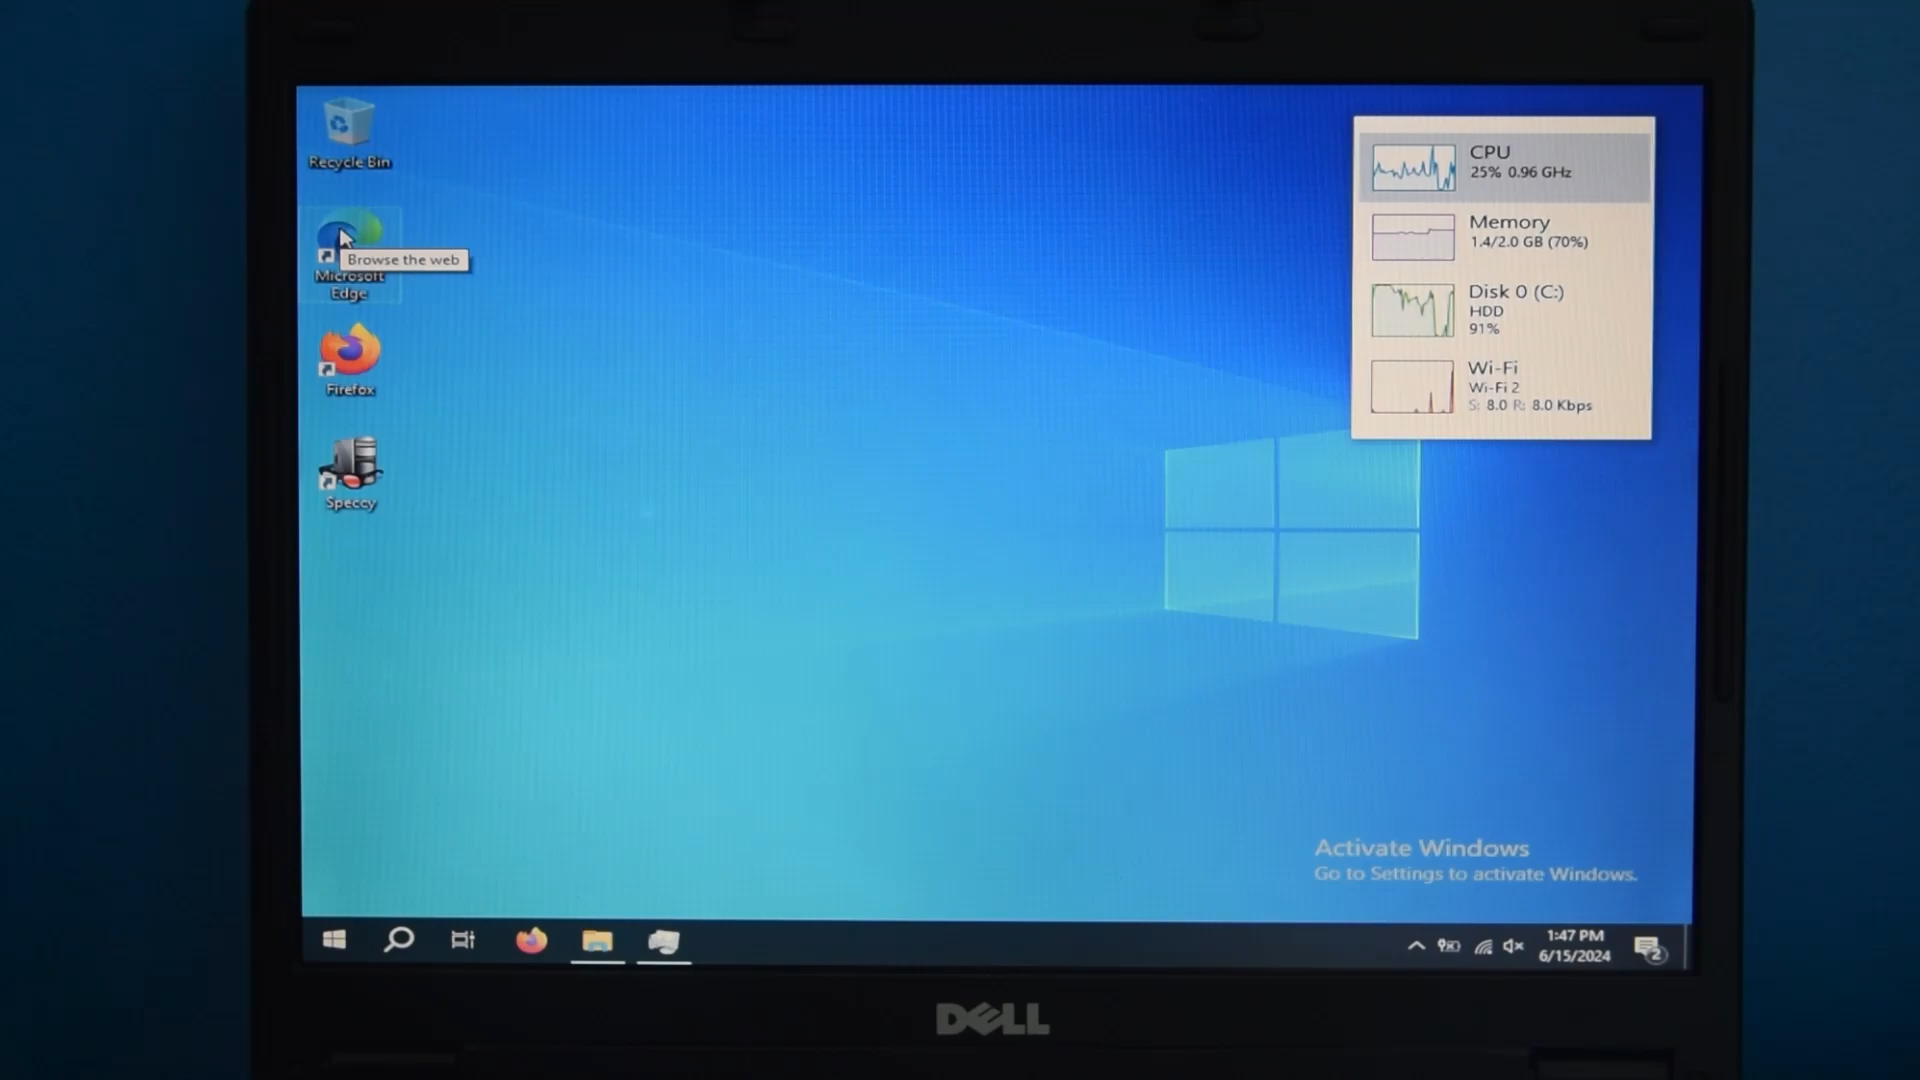 Recycle Bin
Browse the web
Microsoft
Edge
Firefox
Speccy
CPU
25% 0.96 GHz
Memory
1.4/2.0 GB (70%)
Disk 0 (C:)
HDD
91%
Wi-Fi
Wi-Fi 2
S: 8.0 R: 8.0 Kbps
Activate Windows
Go to Settings to activate Windows.
1:47 PM
6/15/2024
2
DELL